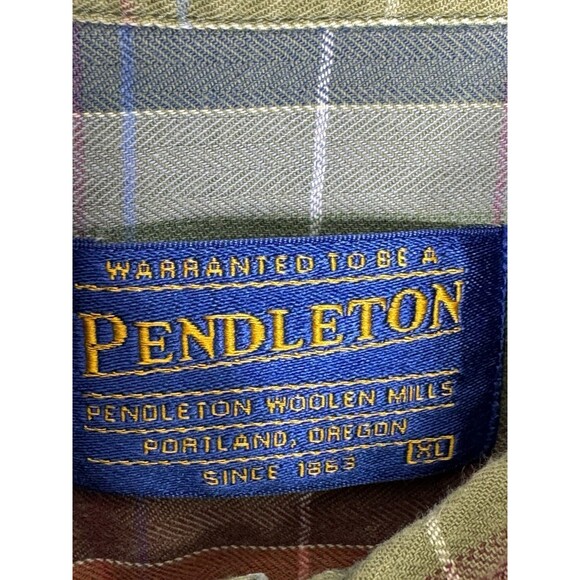 WARRANTED TO BE A
PENDLETON
PENDLETON WOOLEN MILLS
PORTLAND, OREGON
SINCE 1863 XL